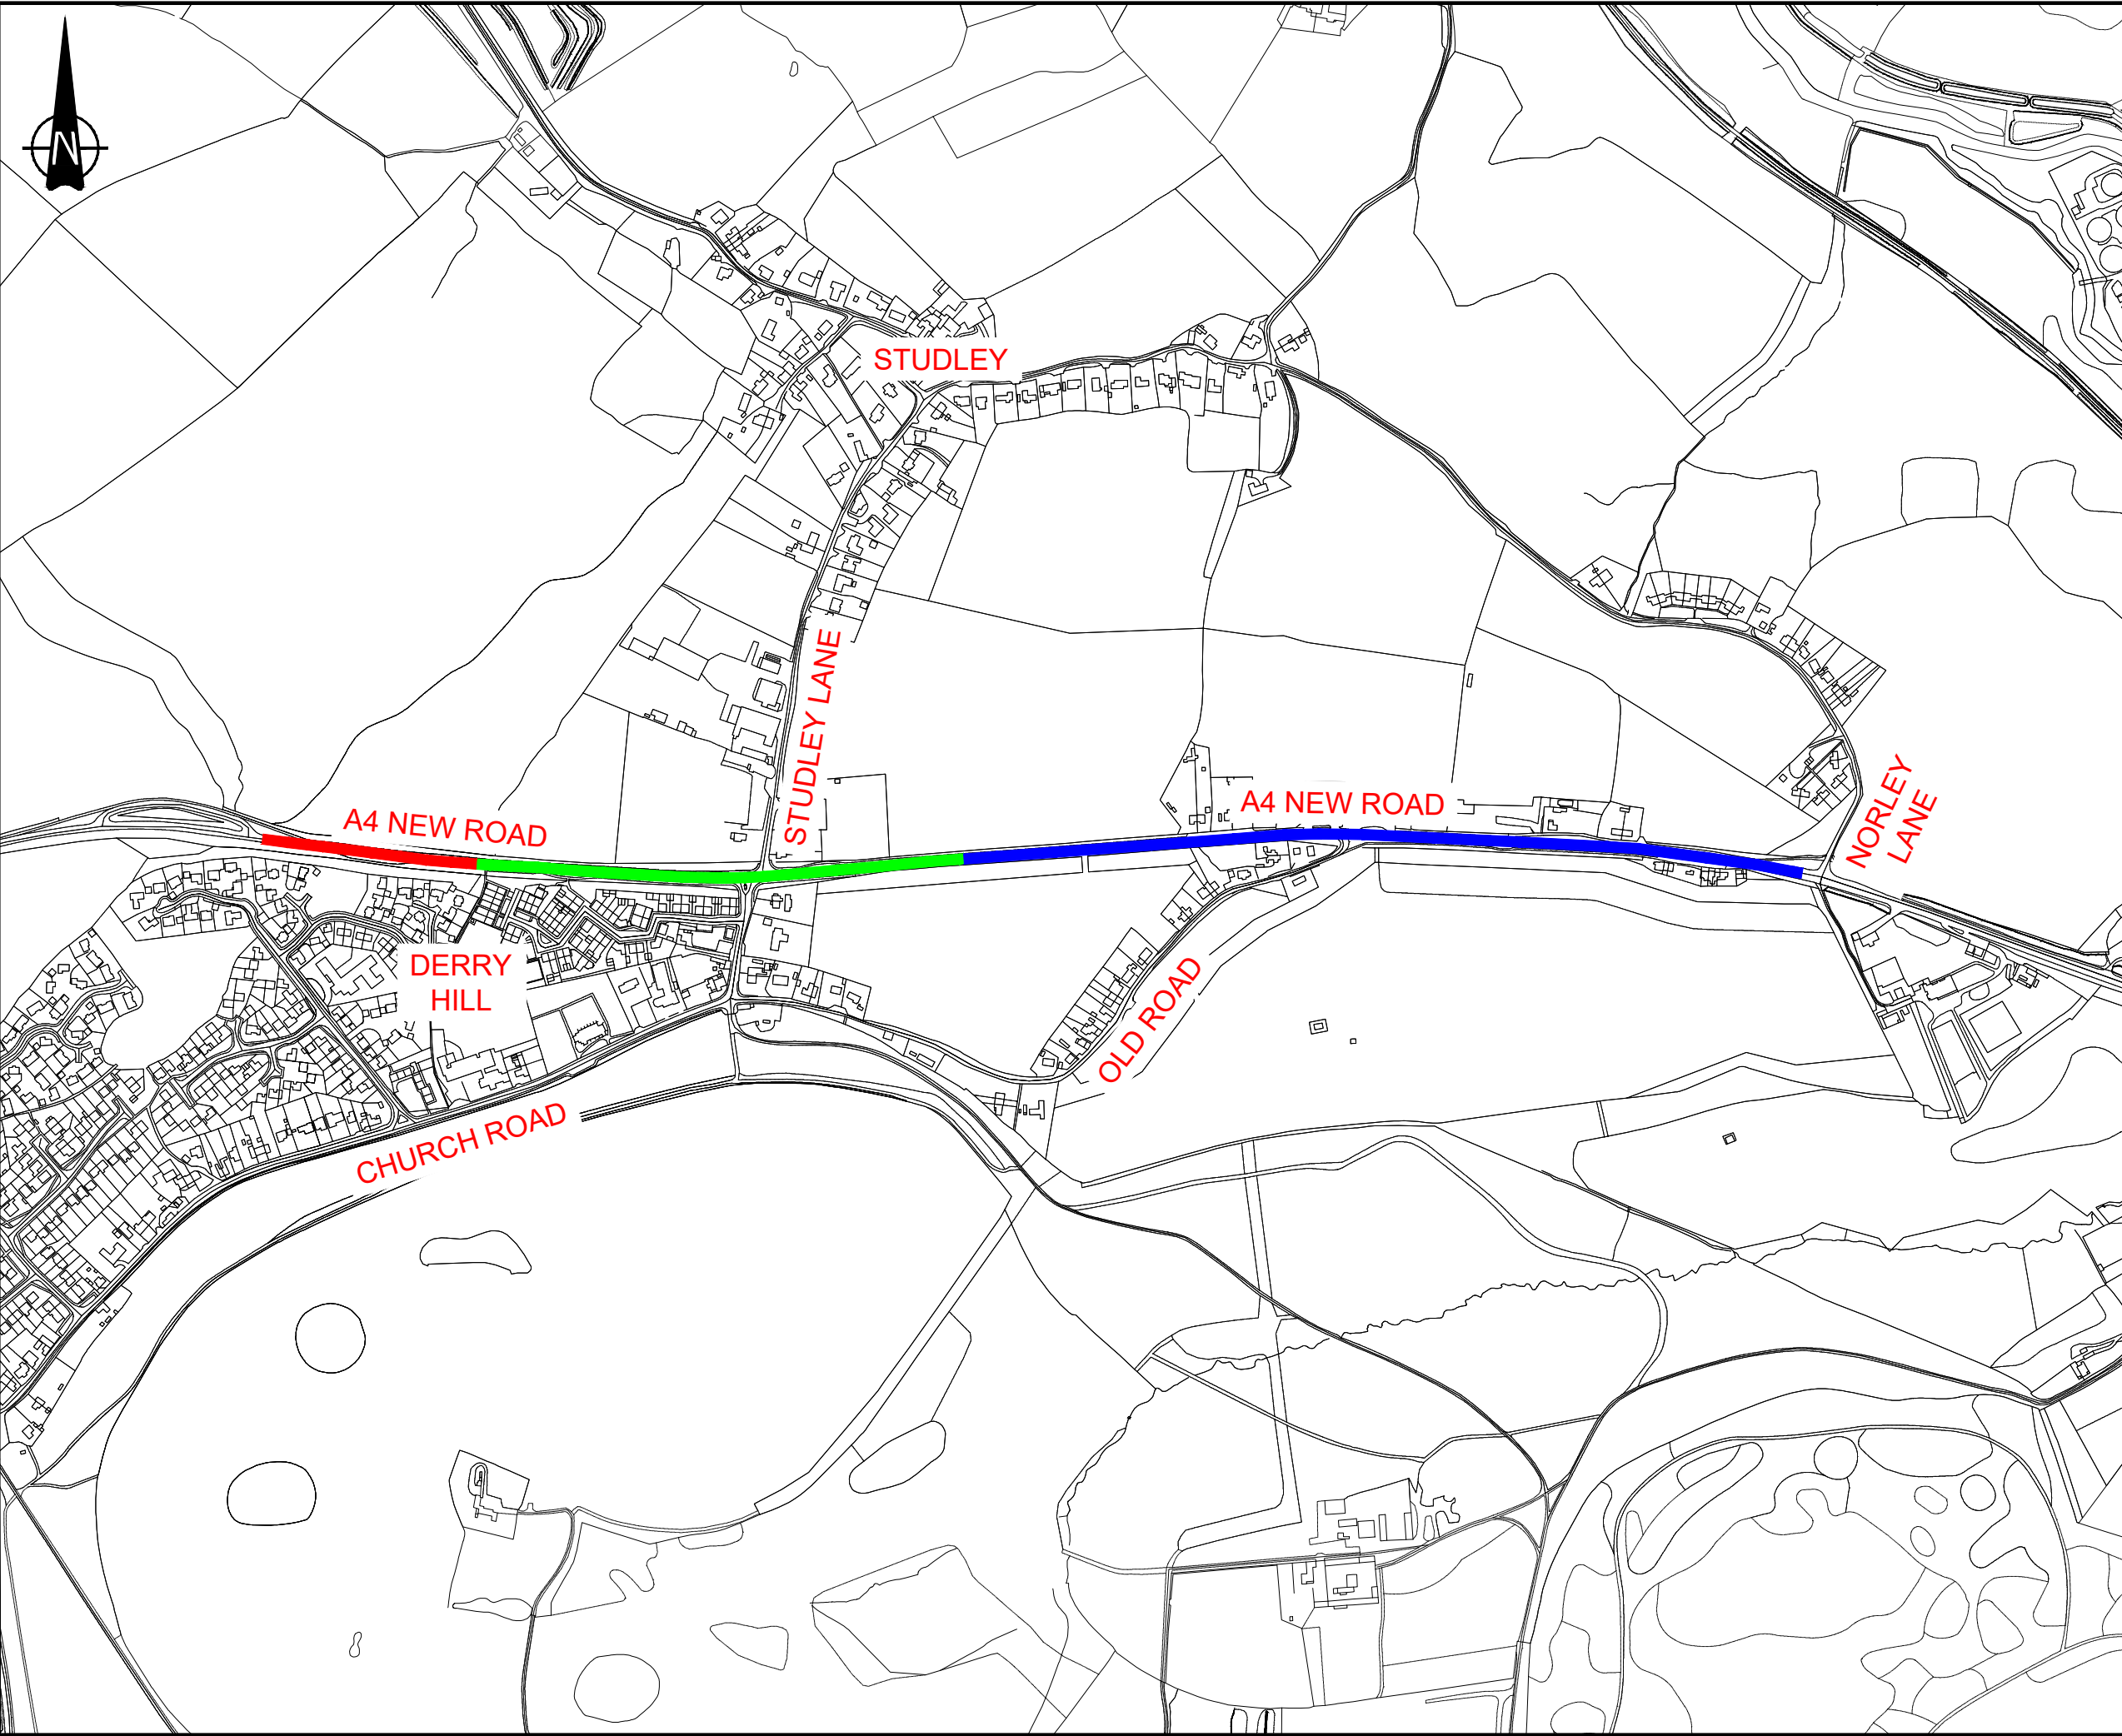 N
STUDLEY
STUDLEY LANE
A4 NEW ROAD
A4 NEW ROAD
NORLEY
LANE
DERRY
HILL
OLD ROAD
CHURCH ROAD